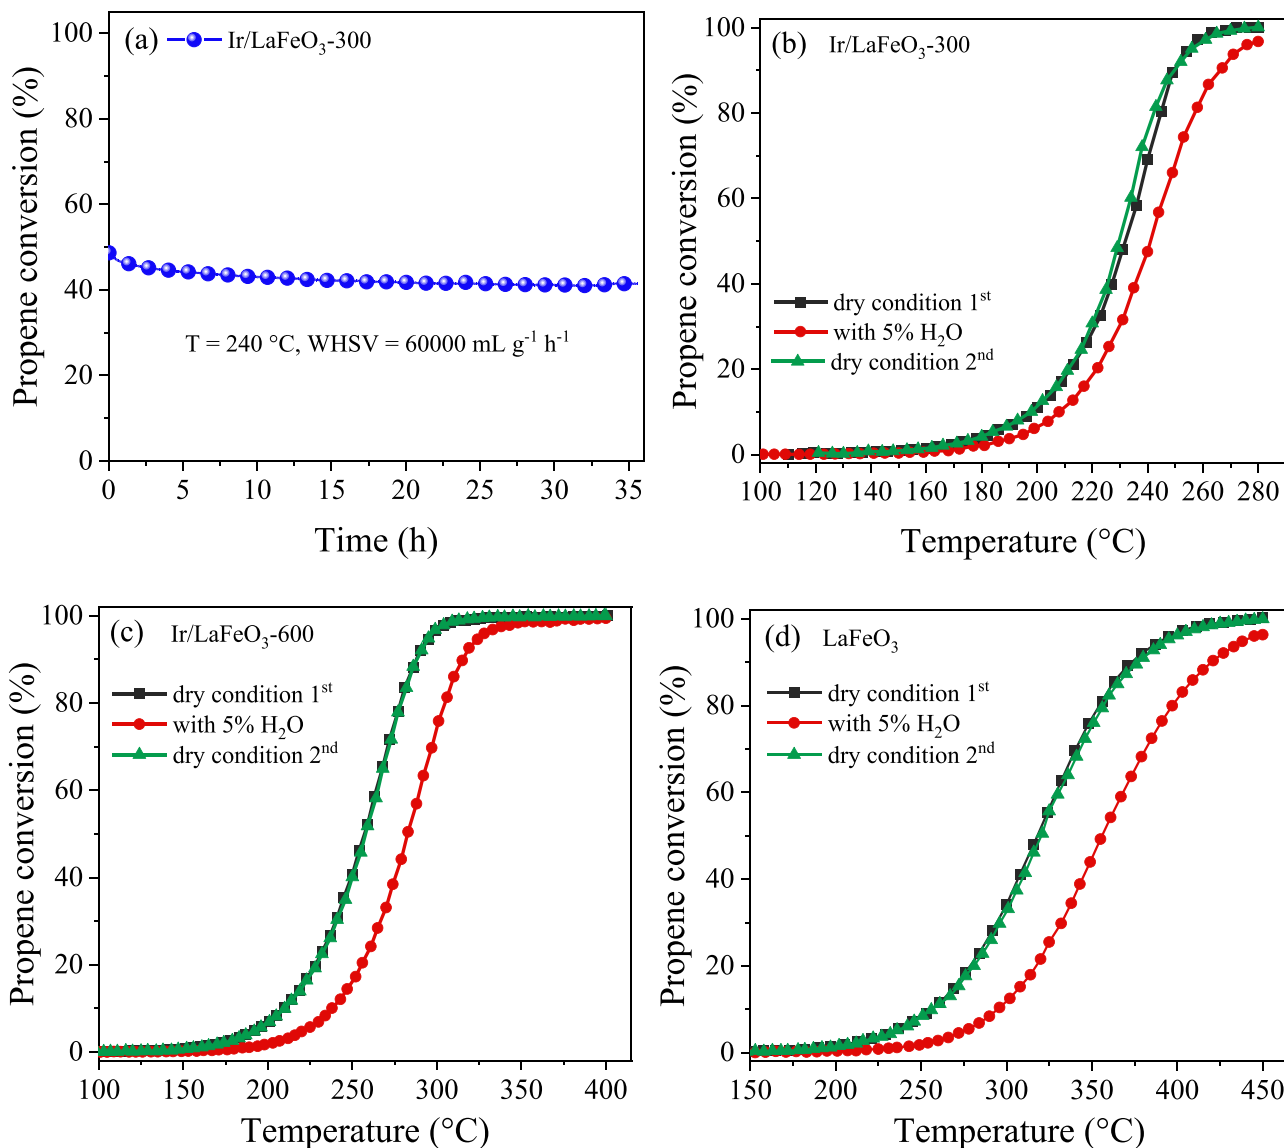 (a) Ir/LaFeO₃-300
T = 240 °C, WHSV = 60000 mL g⁻¹ h⁻¹
Propene conversion (%)
100
80
60
40
20
0
0 5 10 15 20 25 30 35
Time (h)
(b) Ir/LaFeO₃-300
dry condition 1ˢᵗ
with 5% H₂O
dry condition 2ⁿᵈ
Propene conversion (%)
100
80
60
40
20
0
100 120 140 160 180 200 220 240 260 280
Temperature (°C)
(c) Ir/LaFeO₃-600
dry condition 1ˢᵗ
with 5% H₂O
dry condition 2ⁿᵈ
Propene conversion (%)
100
80
60
40
20
0
100 150 200 250 300 350 400
Temperature (°C)
(d) LaFeO₃
dry condition 1ˢᵗ
with 5% H₂O
dry condition 2ⁿᵈ
Propene conversion (%)
100
80
60
40
20
0
150 200 250 300 350 400 450
Temperature (°C)